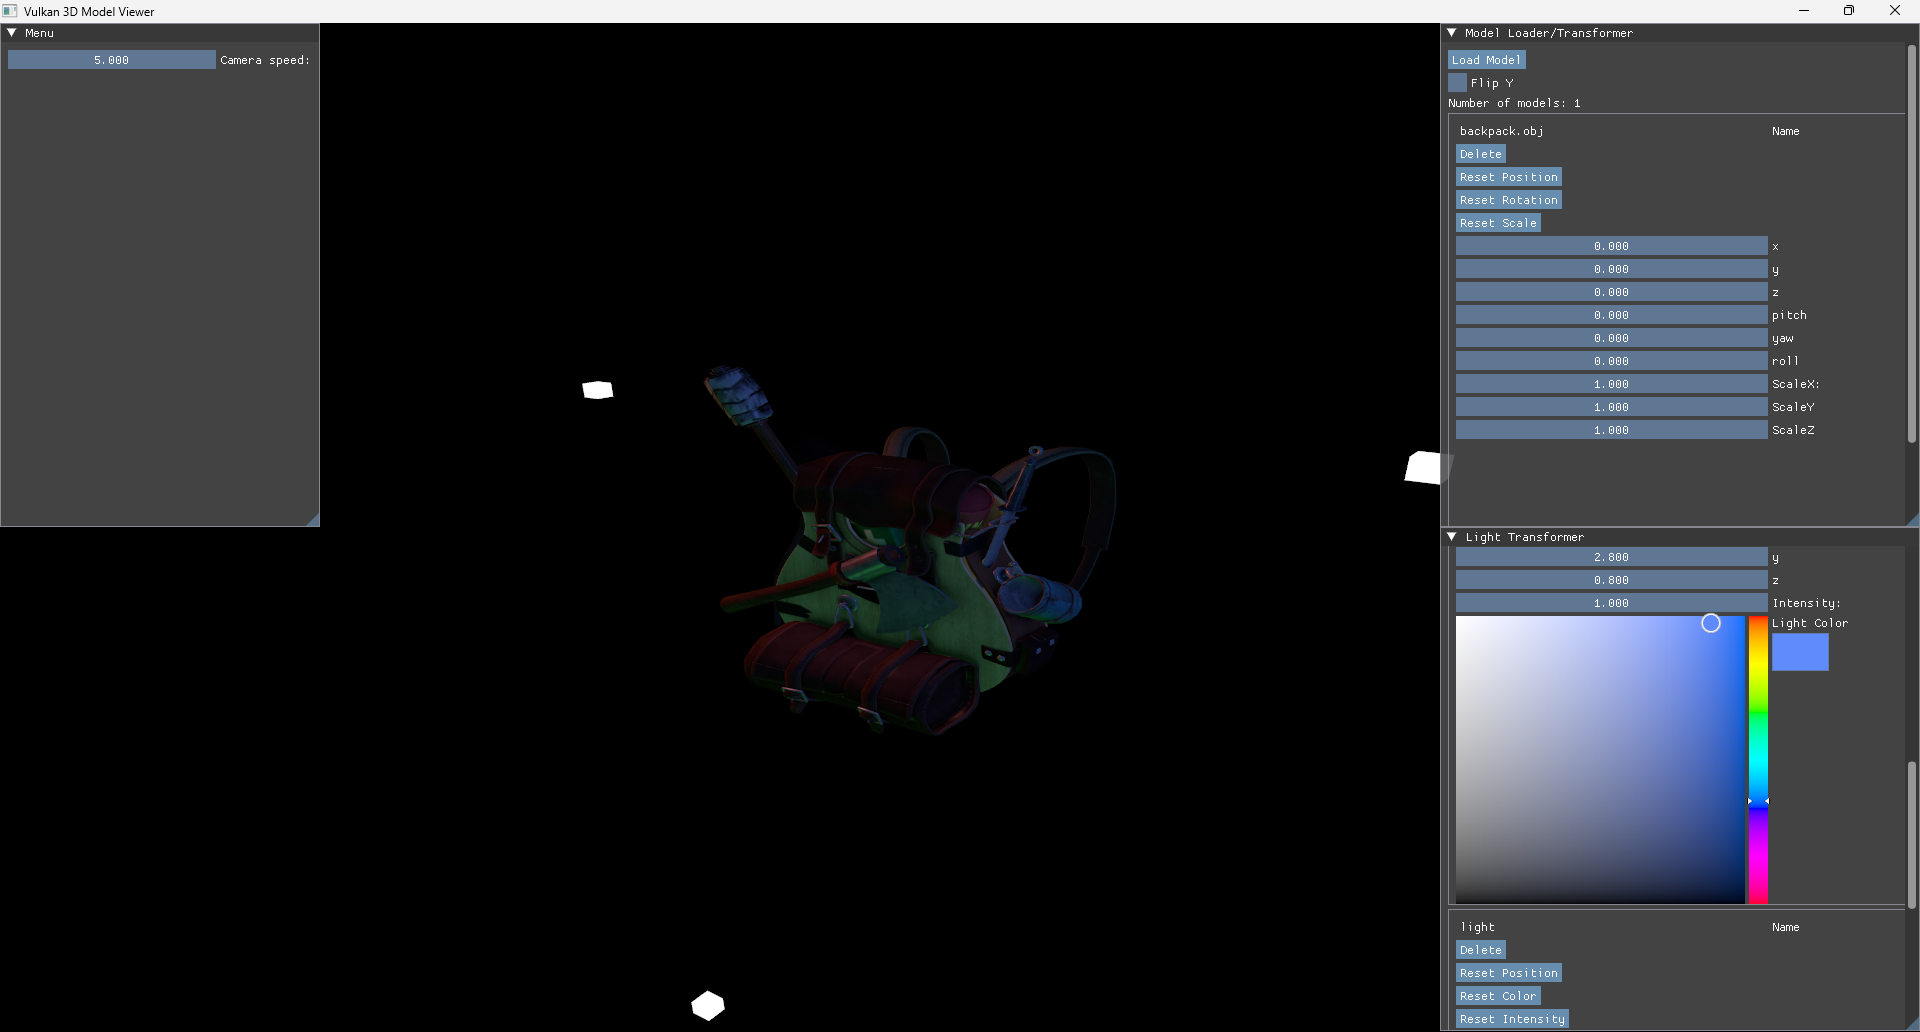 Vulkan 3D Model Viewer
Menu
5.000 Camera speed:
Model Loader/Transformer
Load Model
Flip Y
Number of models: 1
backpack.obj Name
Delete
Reset Position
Reset Rotation
Reset Scale
0.000 x
0.000 y
0.000 z
0.000 pitch
0.000 yaw
0.000 roll
1.000 ScaleX:
1.000 ScaleY
1.000 ScaleZ
Light Transformer
2.800 y
0.800 z
1.000 Intensity:
Light Color
light Name
Delete
Reset Position
Reset Color
Reset Intensity